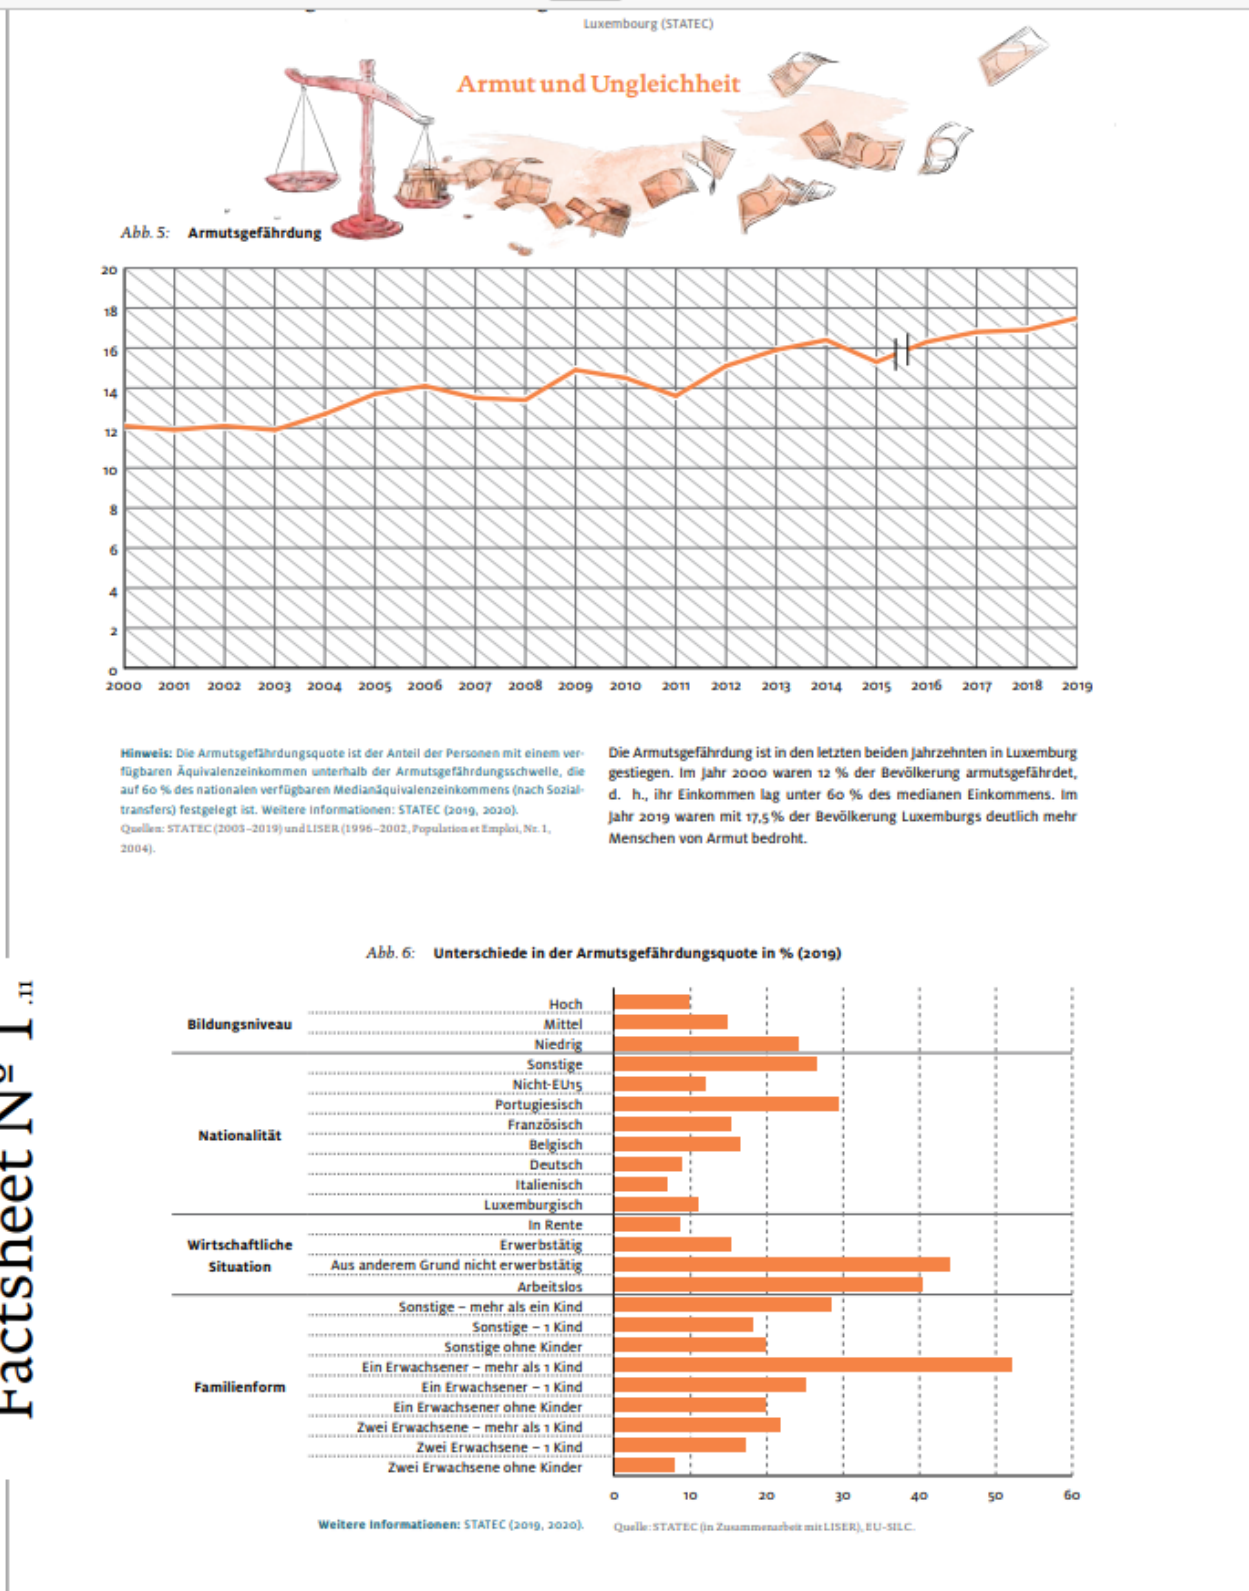 Luxembourg (STATEC)
Armut und Ungleichheit
Abb. 5: Armutsgefährdung
20
18
16
14
12
10
8
6
4
2
0
2000 2001 2002 2003 2004 2005 2006 2007 2008 2009 2010 2011 2012 2013 2014 2015 2016 2017 2018 2019
Hinweis: Die Armutsgefährdungsquote ist der Anteil der Personen mit einem ver-
fügbaren Äquivalenzeinkommen unterhalb der Armutsgefährdungsschwelle, die
auf 60 % des nationalen verfügbaren Medianäquivalenzeinkommens (nach Sozial-
transfers) festgelegt ist. Weitere Informationen: STATEC (2019, 2020).
Quellen: STATEC (2003–2019) und LISER (1996–2002, Population et Emploi, Nr. 1,
2004).
Die Armutsgefährdung ist in den letzten beiden Jahrzehnten in Luxemburg
gestiegen. Im Jahr 2000 waren 12 % der Bevölkerung armutsgefährdet,
d. h., ihr Einkommen lag unter 60 % des medianen Einkommens. Im
Jahr 2019 waren mit 17,5 % der Bevölkerung Luxemburgs deutlich mehr
Menschen von Armut bedroht.
Factsheet Nº 1 .11
Abb. 6: Unterschiede in der Armutsgefährdungsquote in % (2019)
Bildungsniveau
Hoch
Mittel
Niedrig
Nationalität
Sonstige
Nicht-EU15
Portugiesisch
Französisch
Belgisch
Deutsch
Italienisch
Luxemburgisch
Wirtschaftliche
Situation
In Rente
Erwerbstätig
Aus anderem Grund nicht erwerbstätig
Arbeitslos
Familienform
Sonstige – mehr als ein Kind
Sonstige – 1 Kind
Sonstige ohne Kinder
Ein Erwachsener – mehr als 1 Kind
Ein Erwachsener – 1 Kind
Ein Erwachsener ohne Kinder
Zwei Erwachsene – mehr als 1 Kind
Zwei Erwachsene – 1 Kind
Zwei Erwachsene ohne Kinder
0 10 20 30 40 50 60
Weitere Informationen: STATEC (2019, 2020).
Quelle: STATEC (in Zusammenarbeit mit LISER), EU-SILC.